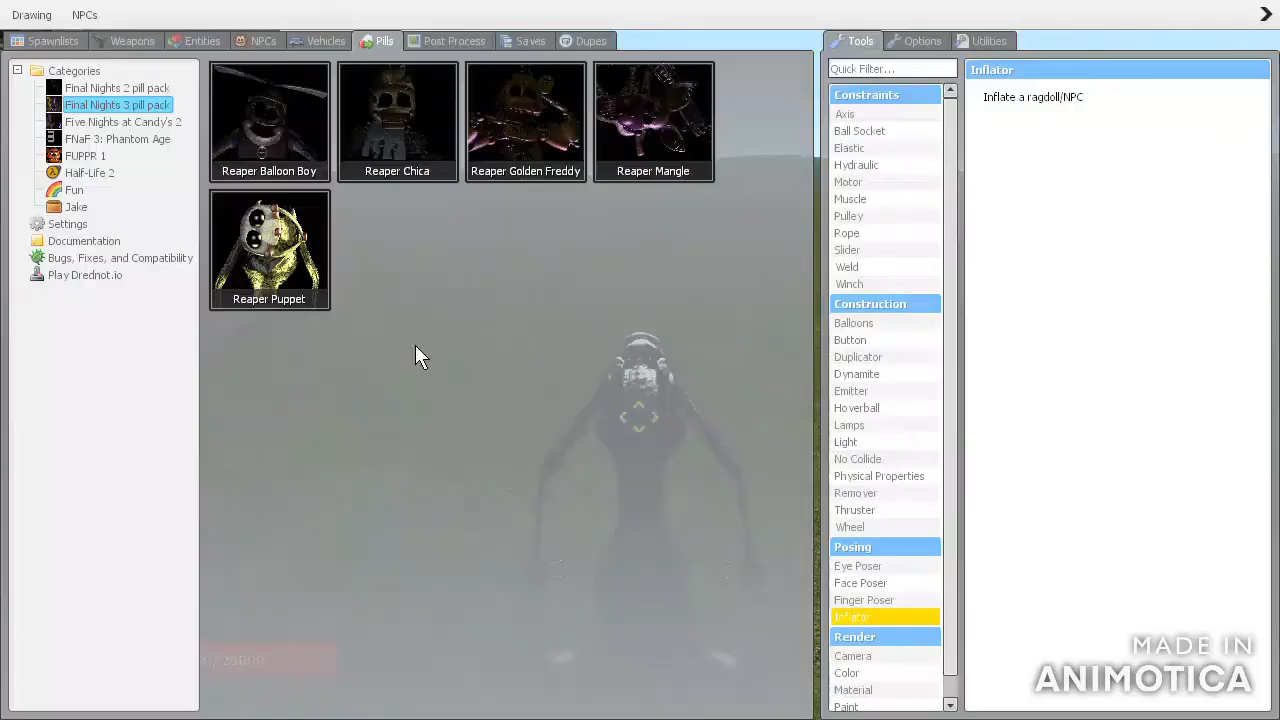 Drawing NPCs
Spawnlists Weapons Entities NPCs Vehicles Pills Post Process Saves Dupes
Categories
Final Nights 2 pill pack
Final Nights 3 pill pack
Five Nights at Candy's 2
FNaF 3: Phantom Age
FUPPR 1
Half-Life 2
Fun
Jake
Settings
Documentation
Bugs, Fixes, and Compatibility
Play Drednot.io
Reaper Balloon Boy
Reaper Chica
Reaper Golden Freddy
Reaper Mangle
Reaper Puppet
Tools Options Utilities
Quick Filter...
Constraints
Axis
Ball Socket
Elastic
Hydraulic
Motor
Muscle
Pulley
Rope
Slider
Weld
Winch
Construction
Balloons
Button
Duplicator
Dynamite
Emitter
Hoverball
Lamps
Light
No Collide
Physical Properties
Remover
Thruster
Wheel
Posing
Eye Poser
Face Poser
Finger Poser
Inflator
Render
Camera
Color
Material
Paint
Inflator
Inflate a ragdoll/NPC
MADE IN
ANIMOTICA